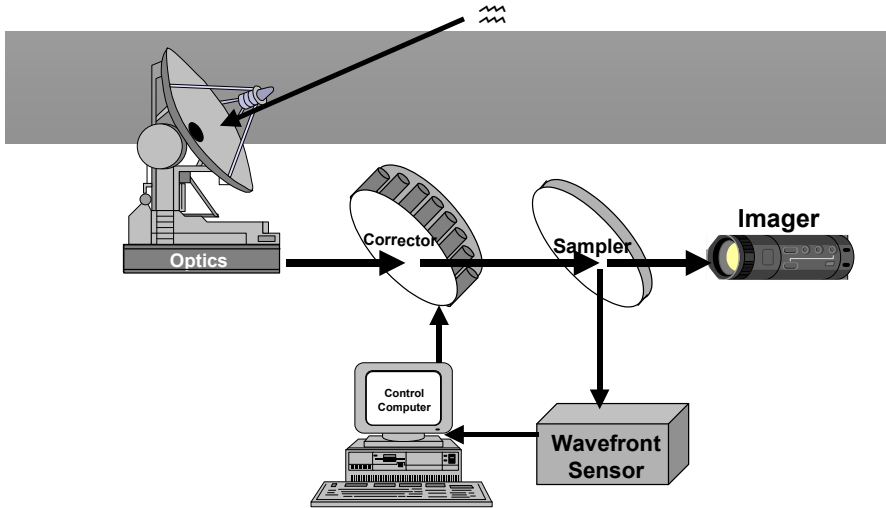 Optics
Corrector
Sampler
Imager
Control
Computer
Wavefront
Sensor